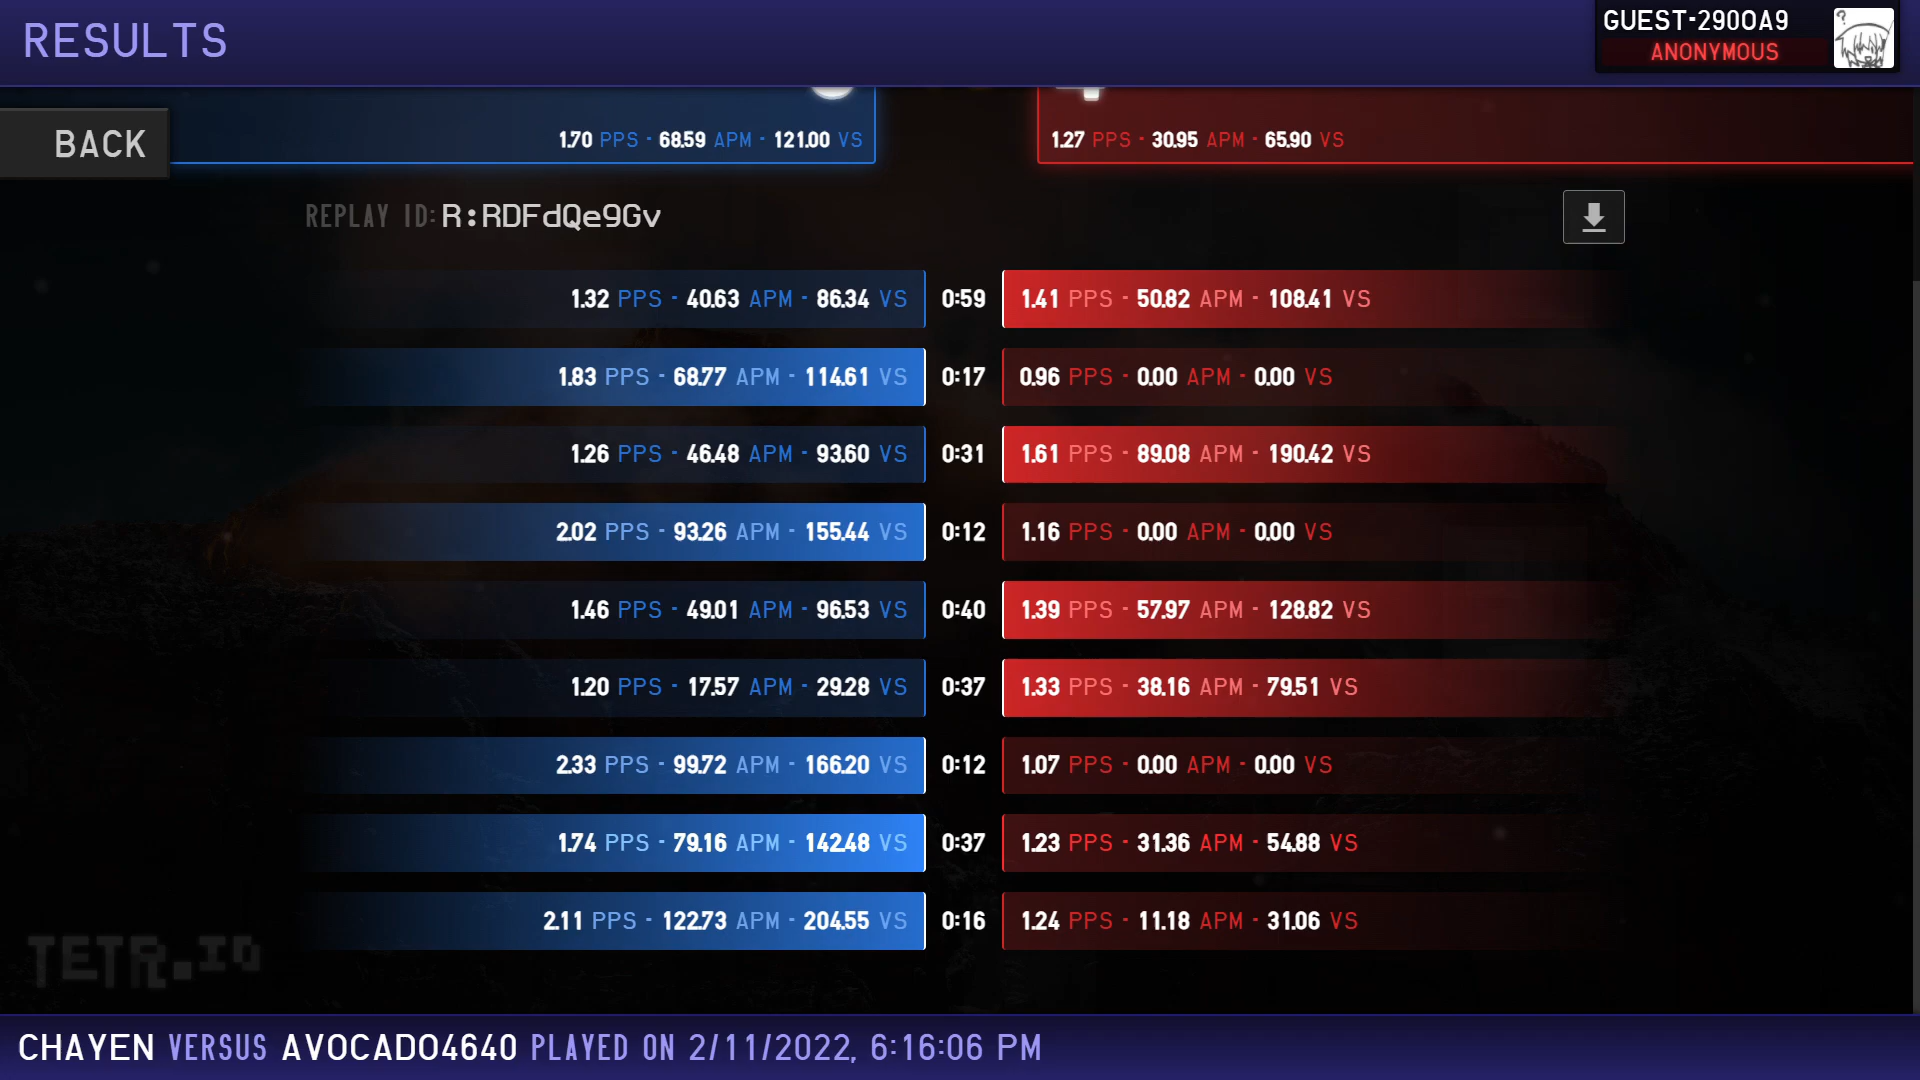 RESULTS
GUEST-290OA9
ANONYMOUS
BACK
1.70 PPS - 68.59 APM - 121.00 VS
1.27 PPS - 30.95 APM - 65.90 VS
REPLAY ID: R:RDFdQe9Gv
1.32 PPS - 40.63 APM - 86.34 VS 0:59 1.41 PPS - 50.82 APM - 108.41 VS
1.83 PPS - 68.77 APM - 114.61 VS 0:17 0.96 PPS - 0.00 APM - 0.00 VS
1.26 PPS - 46.48 APM - 93.60 VS 0:31 1.61 PPS - 89.08 APM - 190.42 VS
2.02 PPS - 93.26 APM - 155.44 VS 0:12 1.16 PPS - 0.00 APM - 0.00 VS
1.46 PPS - 49.01 APM - 96.53 VS 0:40 1.39 PPS - 57.97 APM - 128.82 VS
1.20 PPS - 17.57 APM - 29.28 VS 0:37 1.33 PPS - 38.16 APM - 79.51 VS
2.33 PPS - 99.72 APM - 166.20 VS 0:12 1.07 PPS - 0.00 APM - 0.00 VS
1.74 PPS - 79.16 APM - 142.48 VS 0:37 1.23 PPS - 31.36 APM - 54.88 VS
2.11 PPS - 122.73 APM - 204.55 VS 0:16 1.24 PPS - 11.18 APM - 31.06 VS
TETR.IO
CHAYEN VERSUS AVOCADO4640 PLAYED ON 2/11/2022, 6:16:06 PM